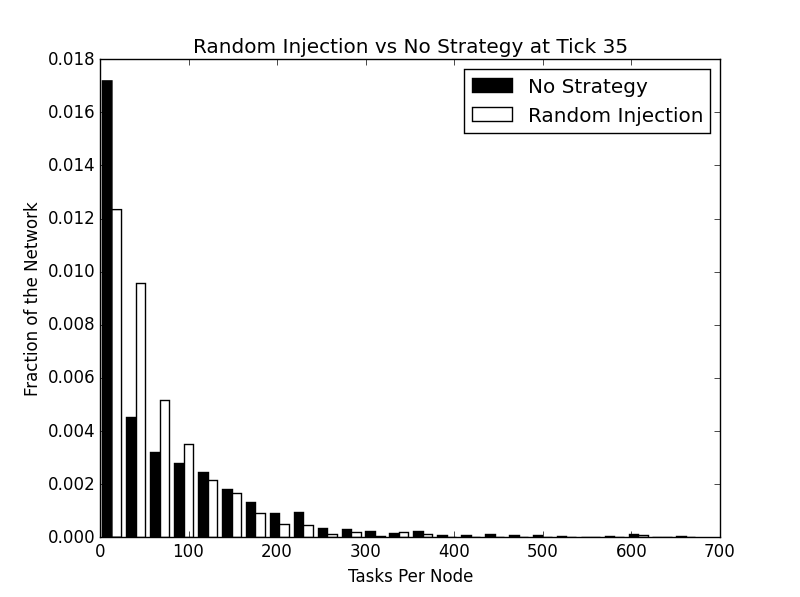 Random Injection vs No Strategy at Tick 35
No Strategy
Random Injection
0.018
0.016
0.014
0.012
0.010
0.008
0.006
0.004
0.002
0.000
Fraction of the Network
0 100 200 300 400 500 600 700
Tasks Per Node